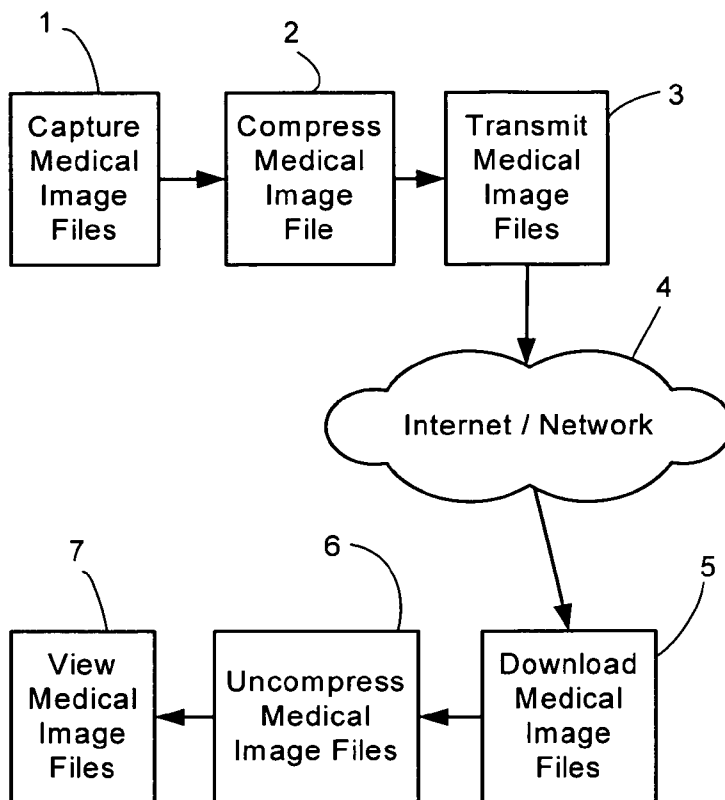 1
Capture
Medical
Image
Files
2
Compress
Medical
Image
File
3
Transmit
Medical
Image
Files
4
Internet / Network
5
Download
Medical
Image
Files
6
Uncompress
Medical
Image Files
7
View
Medical
Image
Files